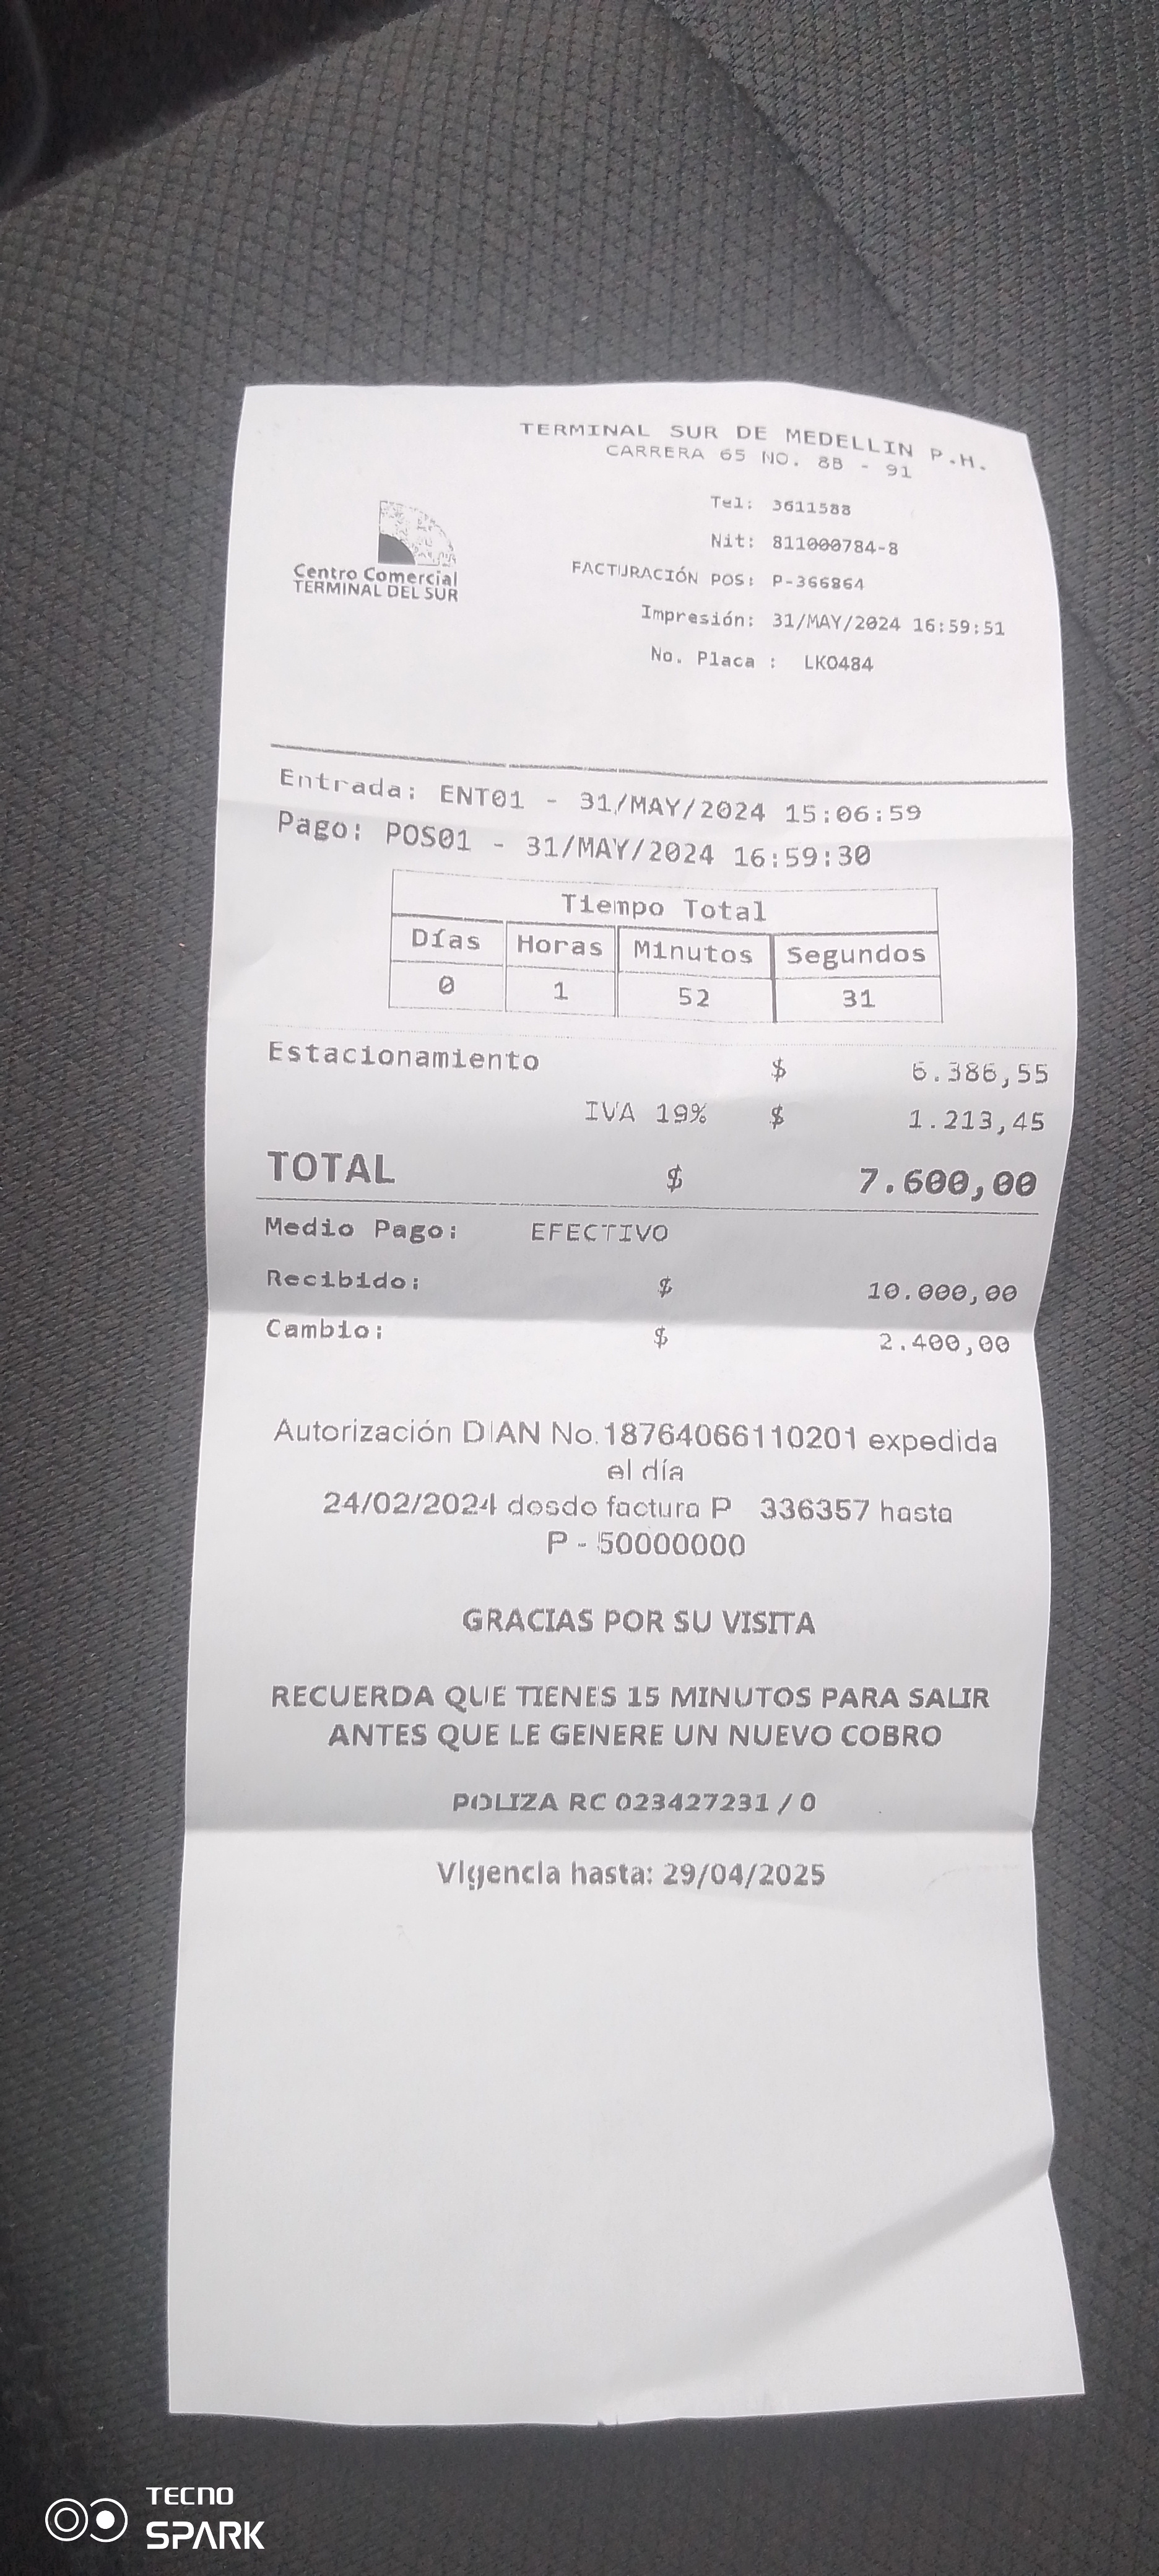 TERMINAL SUR DE MEDELLIN P.H.
CARRERA 65 NO. 8B - 91
Tel: 3611588
Nit: 811000784-8
FACTURACIÓN POS: P-366864
Impresión: 31/MAY/2024 16:59:51
No. Placa : LKO484
Centro Comercial
TERMINAL DEL SUR
Entrada: ENT01 - 31/MAY/2024 15:06:59
Pago: POS01 - 31/MAY/2024 16:59:30
Tiempo Total
Días Horas Minutos Segundos
0 1 52 31
Estacionamiento $ 6.386,55
IVA 19% $ 1.213,45
TOTAL $ 7.600,00
Medio Pago: EFECTIVO
Recibido: $ 10.000,00
Cambio: $ 2.400,00
Autorización DIAN No.18764066110201 expedida
el día
24/02/2024 desde factura P 336357 hasta
P - 50000000
GRACIAS POR SU VISITA
RECUERDA QUE TIENES 15 MINUTOS PARA SALIR
ANTES QUE LE GENERE UN NUEVO COBRO
POLIZA RC 023427231 / 0
Vigencia hasta: 29/04/2025
TECNO
SPARK